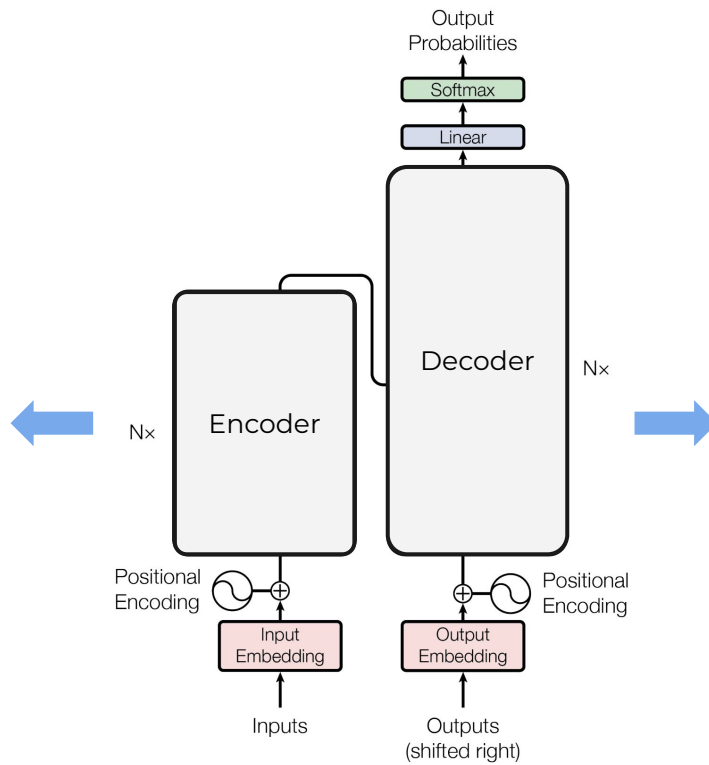 Output
Probabilities
Softmax
Linear
Decoder
N×
Encoder
N×
Positional
Encoding
Positional
Encoding
Input
Embedding
Output
Embedding
Inputs
Outputs
(shifted right)